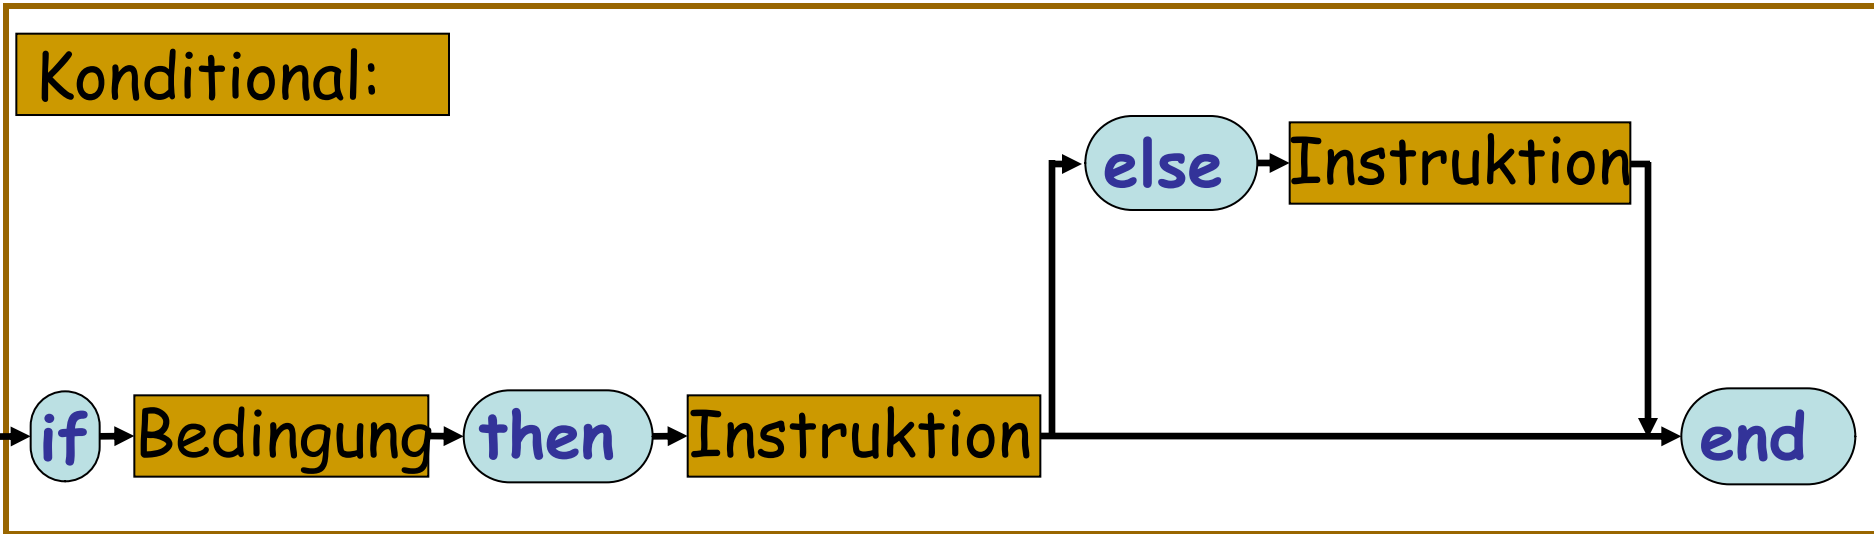 Konditional:
else Instruktion
if Bedingung then Instruktion end